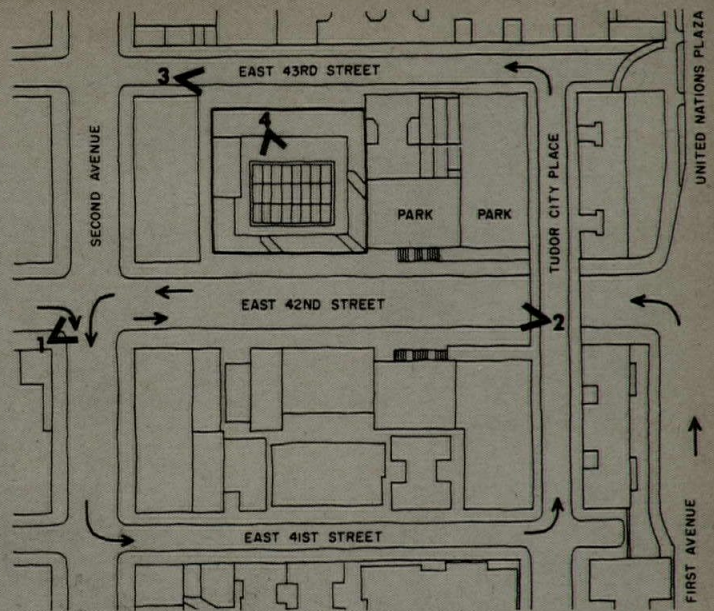 3
EAST 43RD STREET
UNITED NATIONS PLAZA
4
SECOND AVENUE
TUDOR CITY PLACE
PARK
PARK
EAST 42ND STREET
1
2
EAST 41ST STREET
FIRST AVENUE